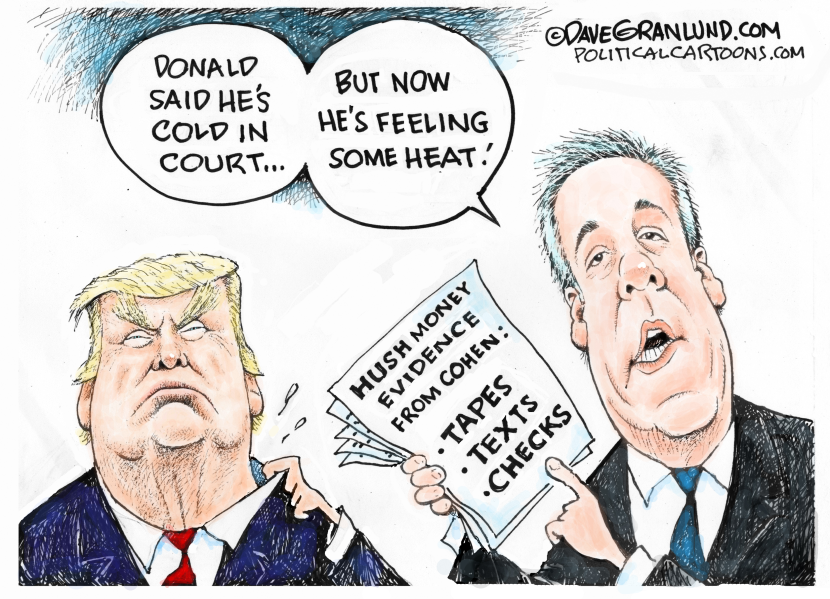 ©DAVEGRANLUND.COM
POLITICALCARTOONS.COM
DONALD
SAID HE'S
COLD IN
COURT...
BUT NOW
HE'S FEELING
SOME HEAT!
HUSH MONEY
EVIDENCE
FROM COHEN:
• TAPES
• TEXTS
• CHECKS